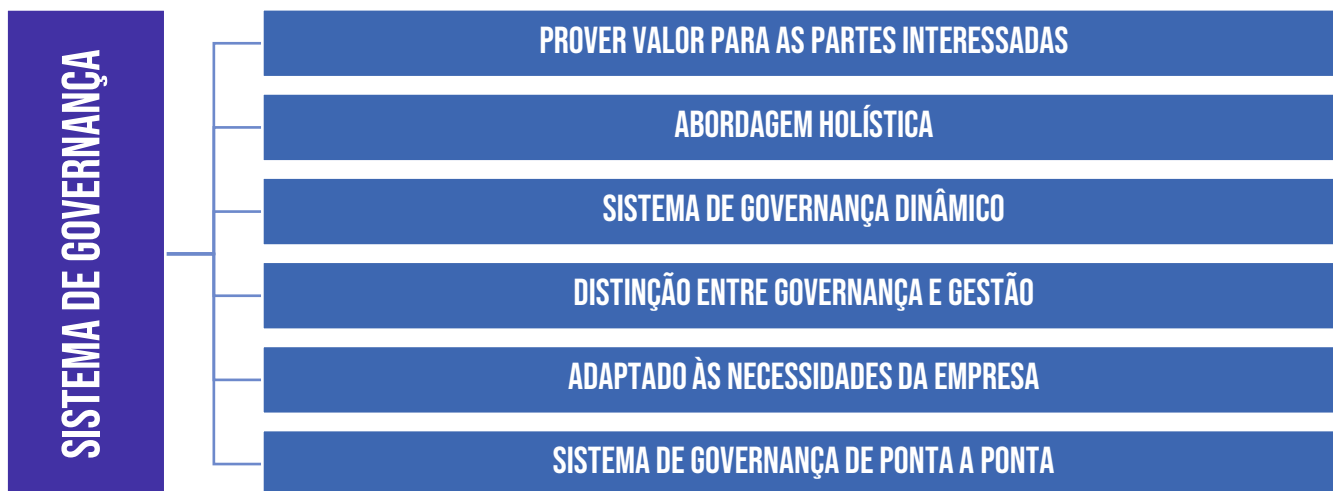 SISTEMA DE GOVERNANÇA
PROVER VALOR PARA AS PARTES INTERESSADAS
ABORDAGEM HOLÍSTICA
SISTEMA DE GOVERNANÇA DINÂMICO
DISTINÇÃO ENTRE GOVERNANÇA E GESTÃO
ADAPTADO ÀS NECESSIDADES DA EMPRESA
SISTEMA DE GOVERNANÇA DE PONTA A PONTA